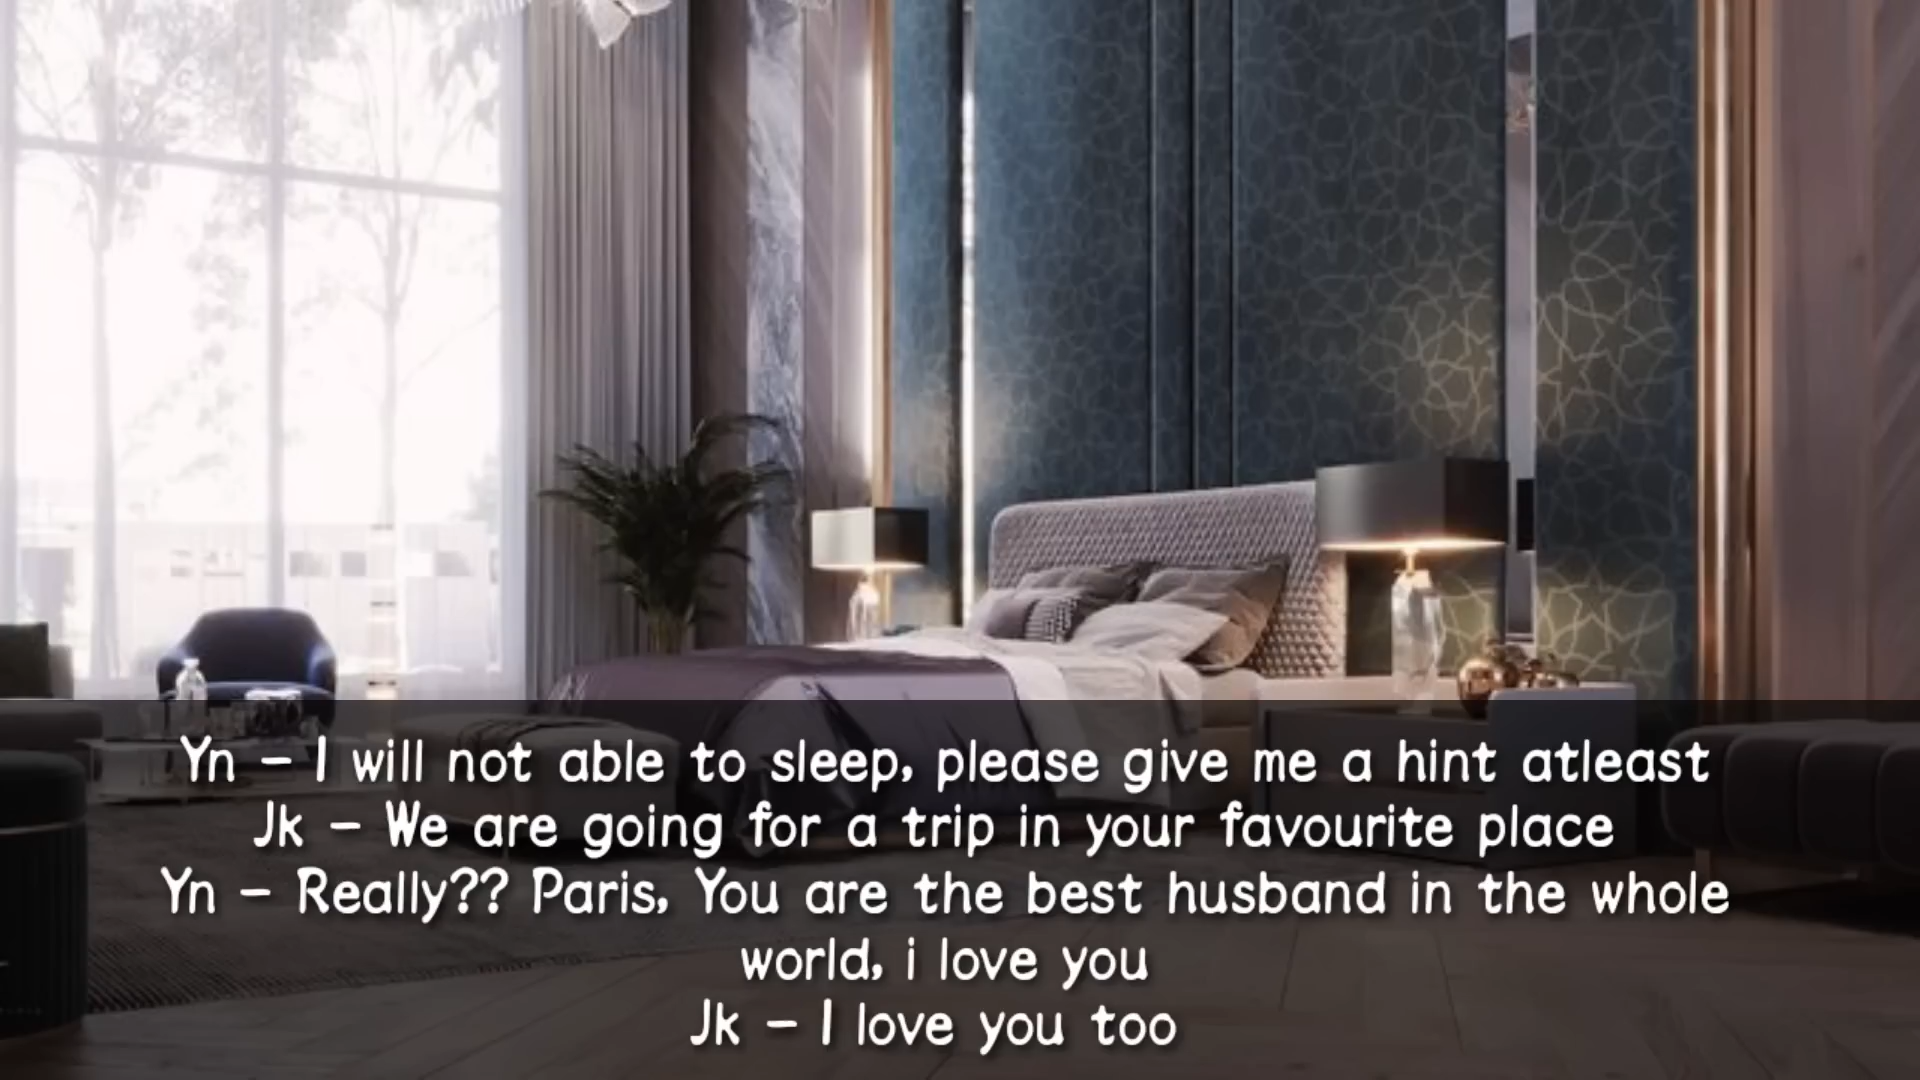 Yn - I will not able to sleep, please give me a hint atleast
Jk - We are going for a trip in your favourite place
Yn - Really?? Paris, You are the best husband in the whole
world, i love you
Jk - I love you too